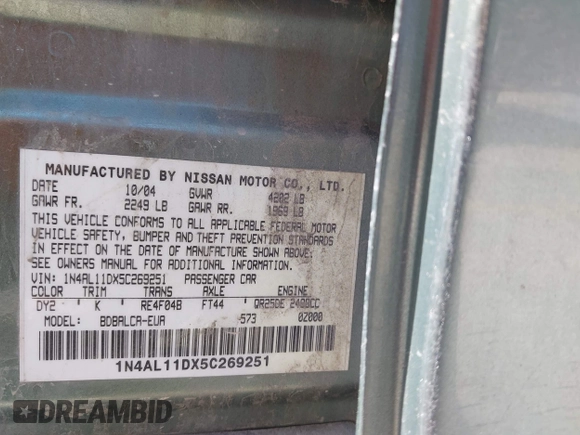 MANUFACTURED BY NISSAN MOTOR CO., LTD.
DATE 10/04 GVWR 4202 LB
GAWR FR. 2249 LB GAWR RR. 1969 LB
THIS VEHICLE CONFORMS TO ALL APPLICABLE FEDERAL MOTOR
VEHICLE SAFETY, BUMPER AND THEFT PREVENTION STANDARDS
IN EFFECT ON THE DATE OF MANUFACTURE SHOWN ABOVE.
SEE OWNERS MANUAL FOR ADDITIONAL INFORMATION.
VIN: 1N4AL11DX5C269251 PASSENGER CAR
COLOR TRIM TRANS AXLE ENGINE
DY2 K RE4F04B FT44 QR25DE 2488CC
MODEL: BDBALCA-EUA 573 0Z000
1N4AL11DX5C269251
DREAMBID